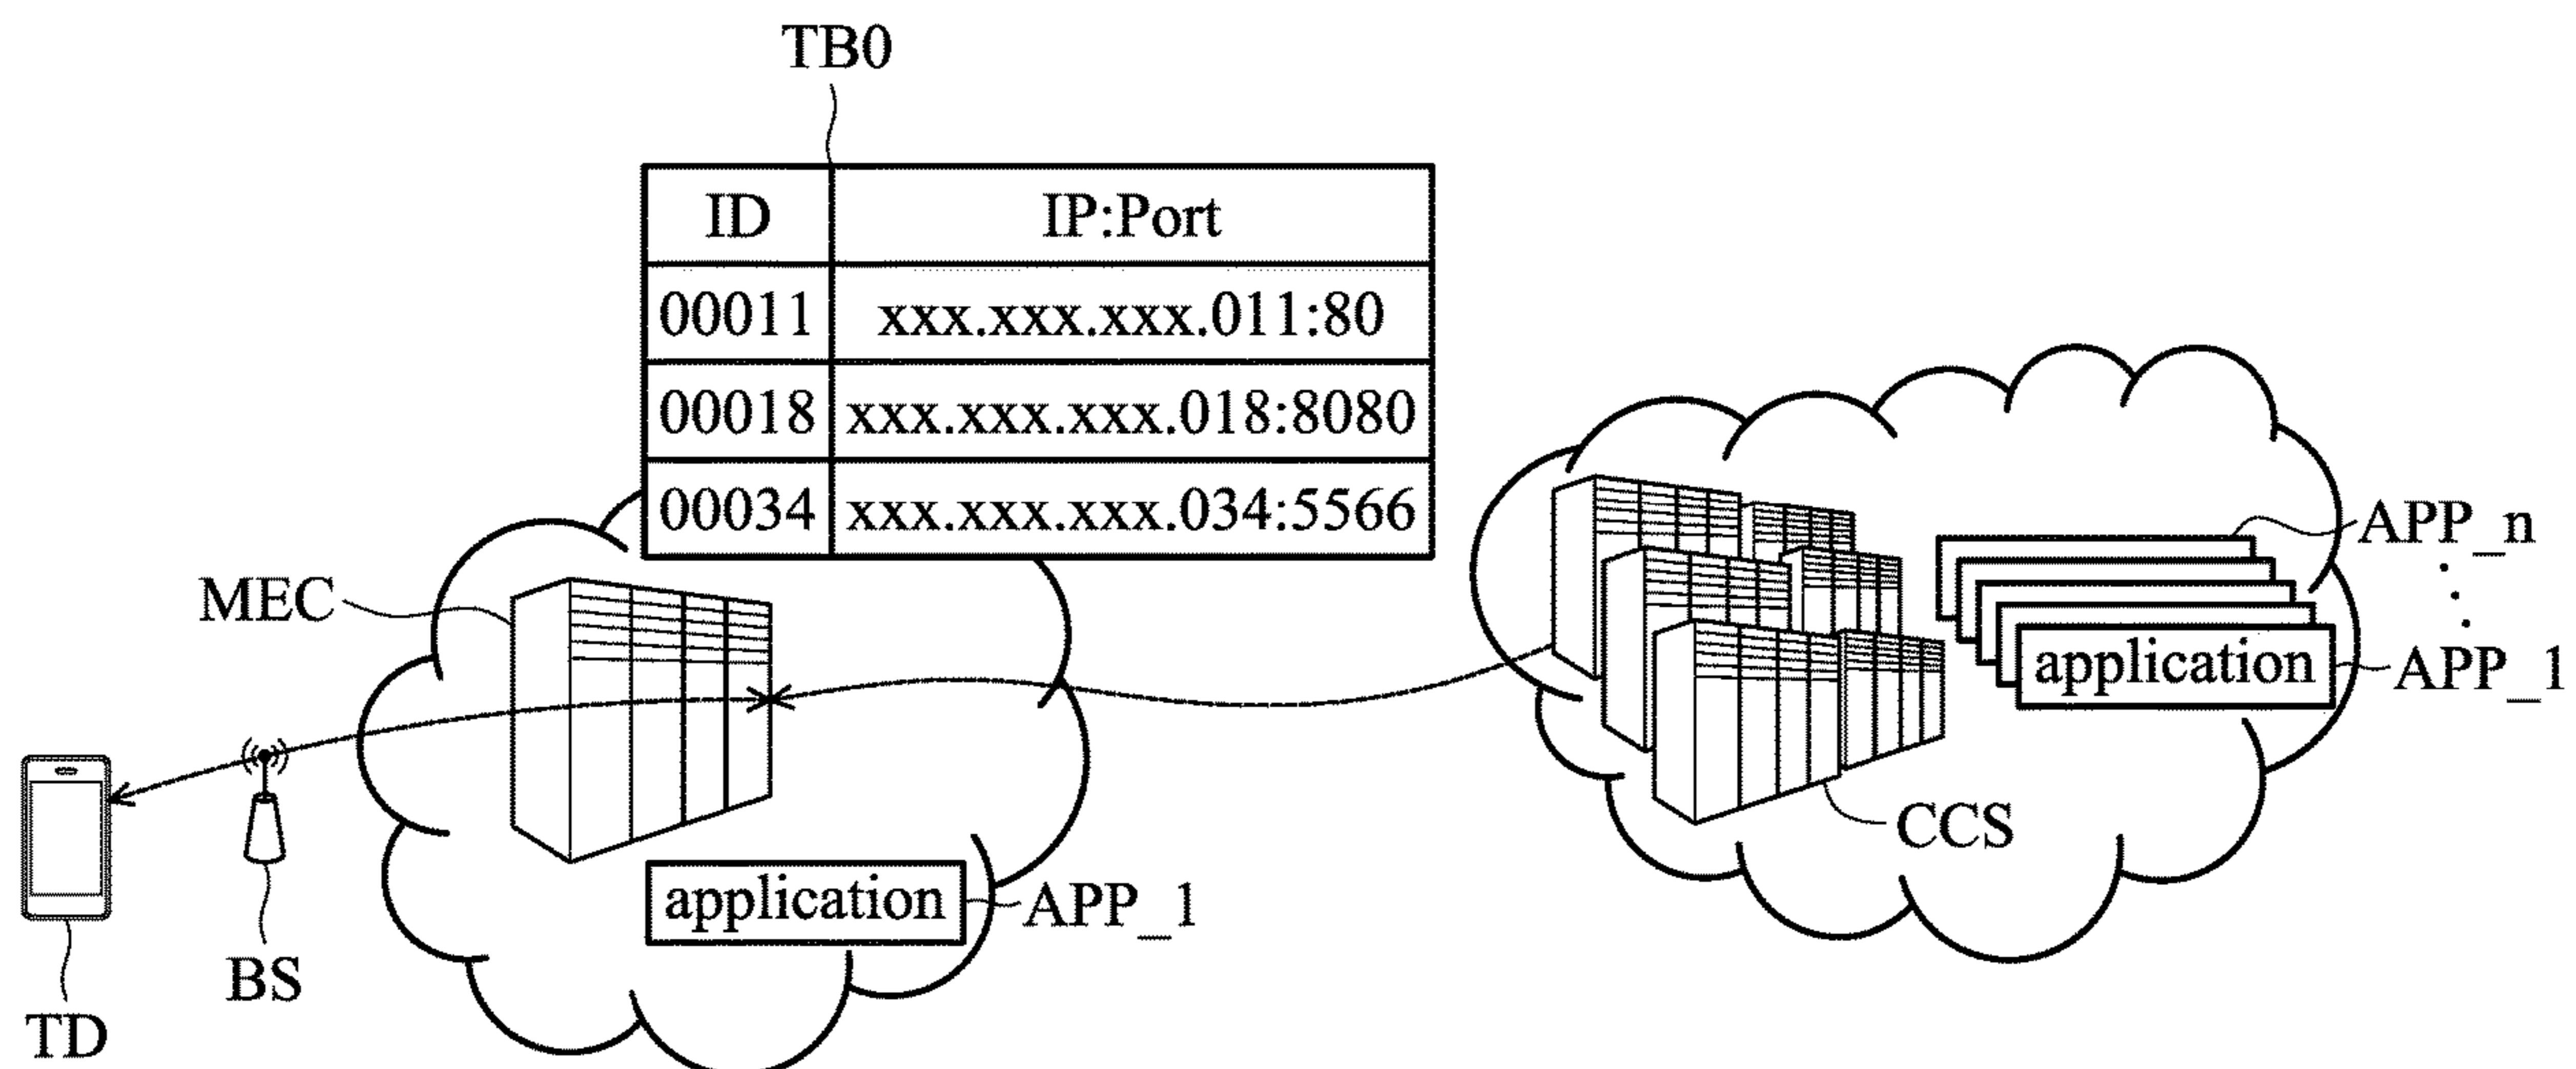 TB0
ID IP:Port
00011 xxx.xxx.xxx.011:80
00018 xxx.xxx.xxx.018:8080
00034 xxx.xxx.xxx.034:5566
MEC
APP_n
application APP_1
CCS
application APP_1
BS
TD